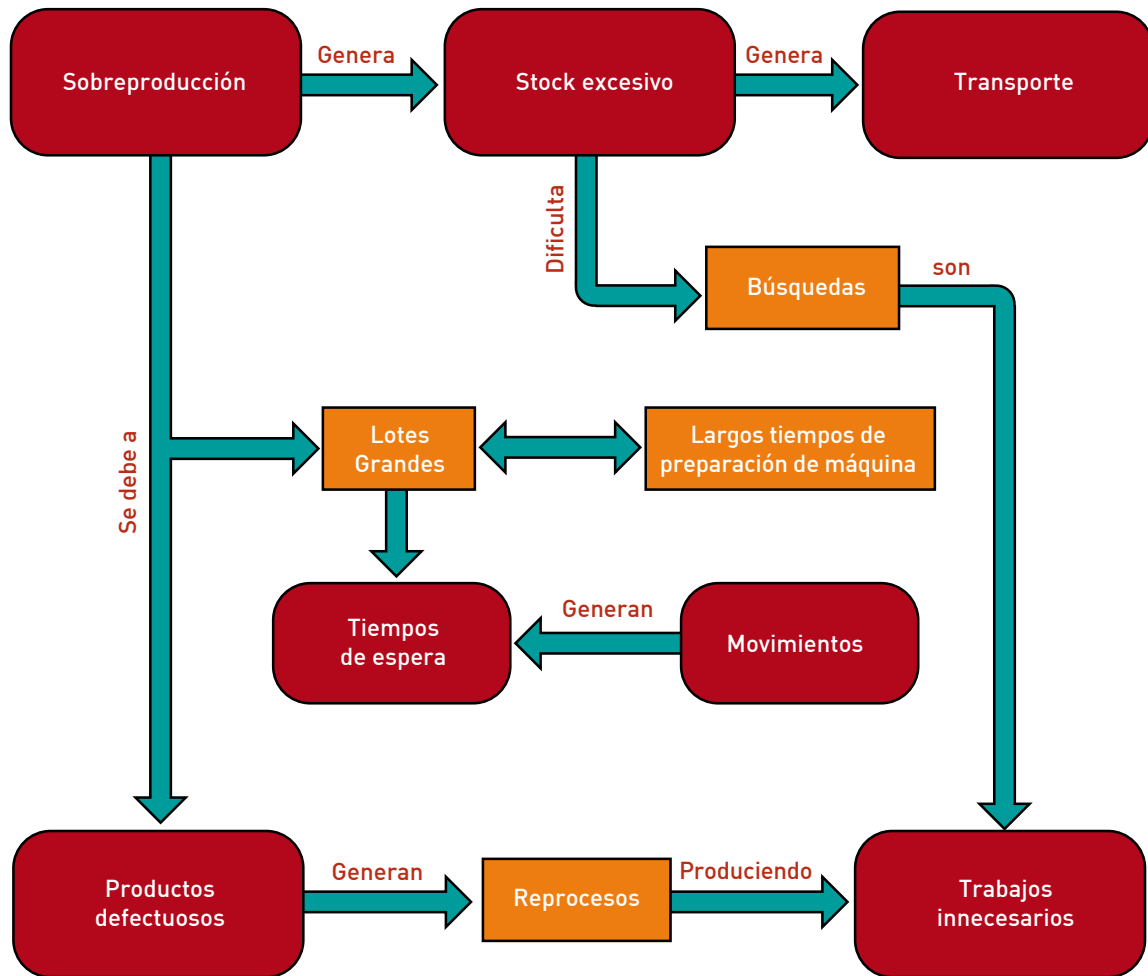 Sobreproducción
Genera
Stock excesivo
Genera
Transporte
Dificulta
Búsquedas
son
Se debe a
Lotes
Grandes
Largos tiempos de
preparación de máquina
Tiempos
de espera
Generan
Movimientos
Productos
defectuosos
Generan
Reprocesos
Produciendo
Trabajos
innecesarios